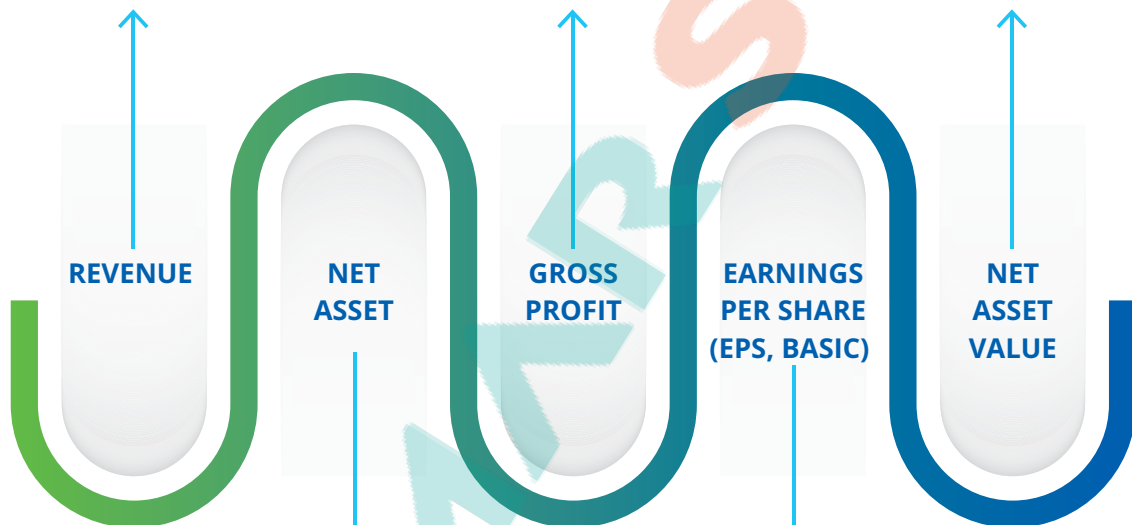 REVENUE
NET
ASSET
GROSS
PROFIT
EARNINGS
PER SHARE
(EPS, BASIC)
NET
ASSET
VALUE